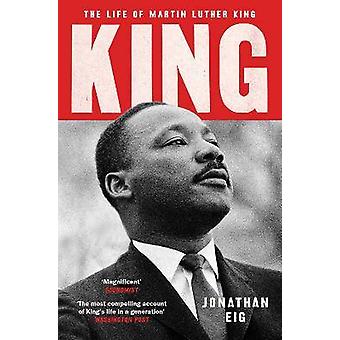 THE LIFE OF MARTIN LUTHER KING
KING
'Magnificent'
ECONOMIST
'The most compelling account
of King's life in a generation'
WASHINGTON POST
JONATHAN
EIG